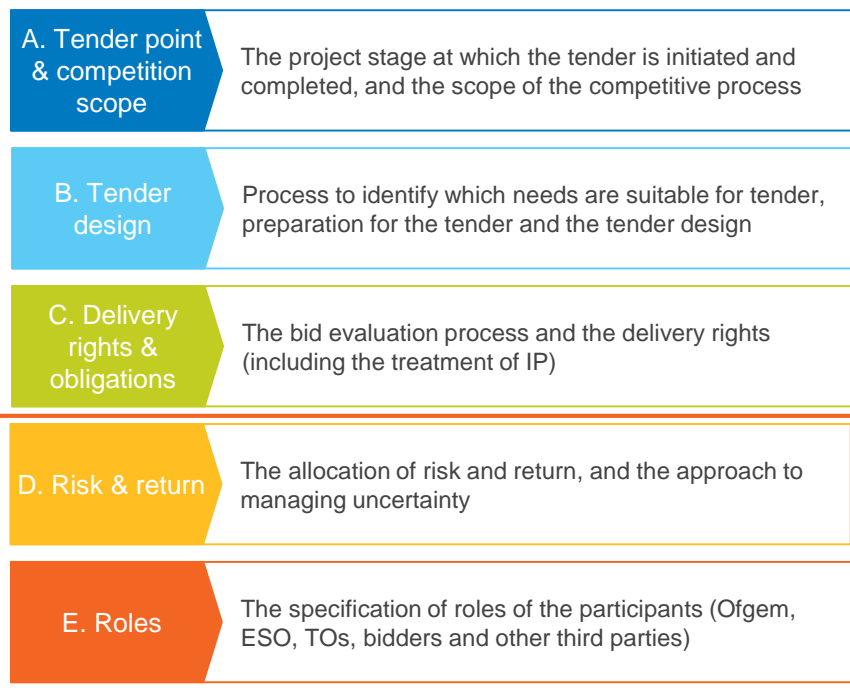 A. Tender point
& competition
scope
The project stage at which the tender is initiated and
completed, and the scope of the competitive process
B. Tender
design
Process to identify which needs are suitable for tender,
preparation for the tender and the tender design
C. Delivery
rights &
obligations
The bid evaluation process and the delivery rights
(including the treatment of IP)
D. Risk & return
The allocation of risk and return, and the approach to
managing uncertainty
E. Roles
The specification of roles of the participants (Ofgem,
ESO, TOs, bidders and other third parties)